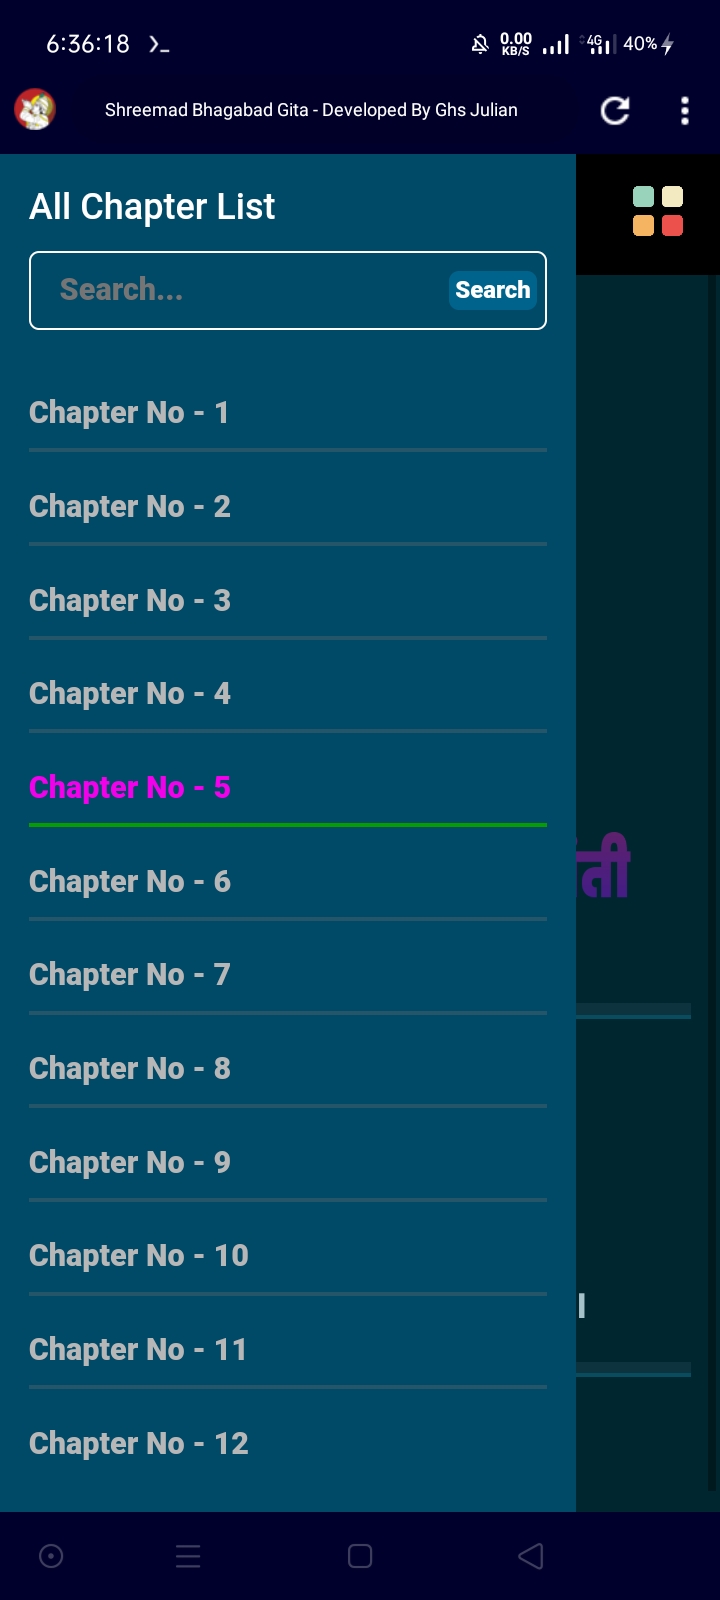 6:36:18
0.00 KB/S 4G 40%
Shreemad Bhagabad Gita - Developed By Ghs Julian
All Chapter List
Search... Search
Chapter No - 1
Chapter No - 2
Chapter No - 3
Chapter No - 4
Chapter No - 5
Chapter No - 6
Chapter No - 7
Chapter No - 8
Chapter No - 9
Chapter No - 10
Chapter No - 11
Chapter No - 12